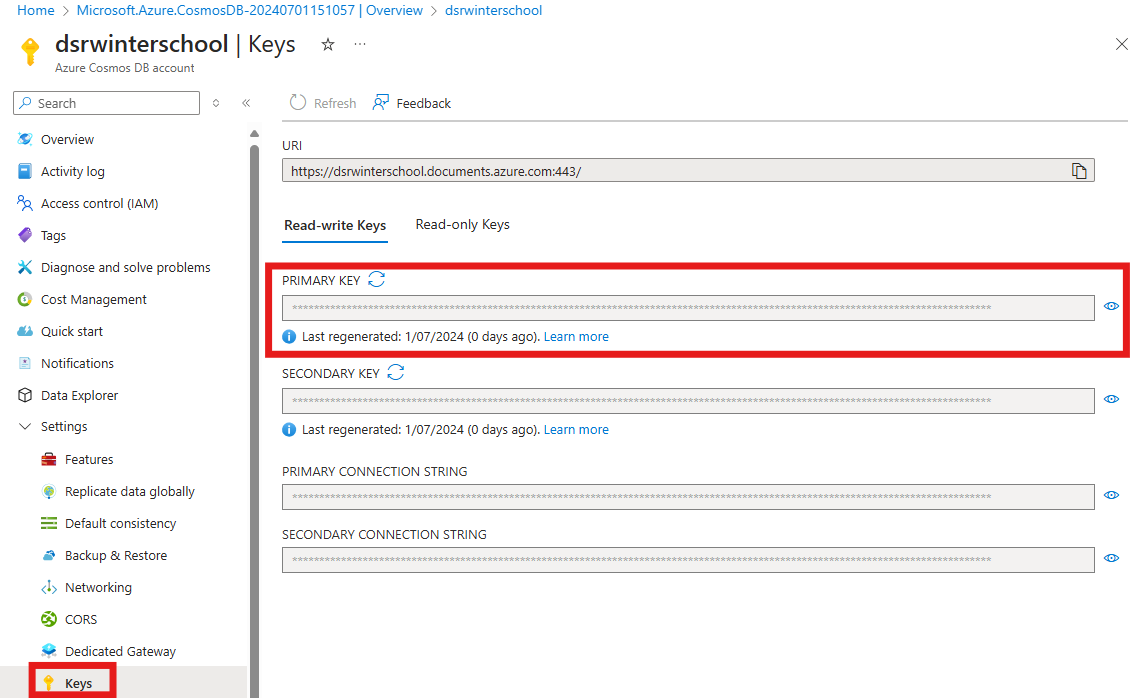 Home > Microsoft.Azure.CosmosDB-20240701151057 | Overview > dsrwinterschool
dsrwinterschool | Keys
Azure Cosmos DB account
Search
Refresh
Feedback
Overview
Activity log
Access control (IAM)
Tags
Diagnose and solve problems
Cost Management
Quick start
Notifications
Data Explorer
Settings
Features
Replicate data globally
Default consistency
Backup & Restore
Networking
CORS
Dedicated Gateway
Keys
URI
https://dsrwinterschool.documents.azure.com:443/
Read-write Keys
Read-only Keys
PRIMARY KEY
Last regenerated: 1/07/2024 (0 days ago). Learn more
SECONDARY KEY
Last regenerated: 1/07/2024 (0 days ago). Learn more
PRIMARY CONNECTION STRING
SECONDARY CONNECTION STRING